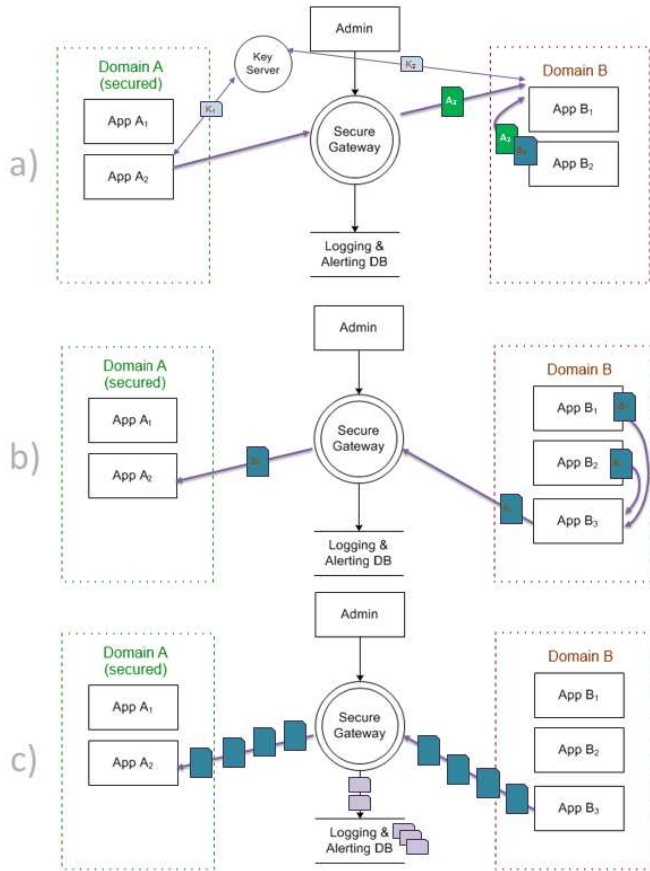 Admin
Domain A
(secured)
Key
Server
K₂
Domain B
K₁
A₂
App B₁
App A₁
Secure
Gateway
A₂
App B₂
App A₂
a)
Logging &
Alerting DB
Admin
Domain A
(secured)
Domain B
App B₁
App A₁
Secure
Gateway
b)
App B₂
App A₂
App B₃
Logging &
Alerting DB
Admin
Domain A
(secured)
Domain B
App B₁
App A₁
Secure
Gateway
App B₂
c)
App A₂
App B₃
Logging &
Alerting DB